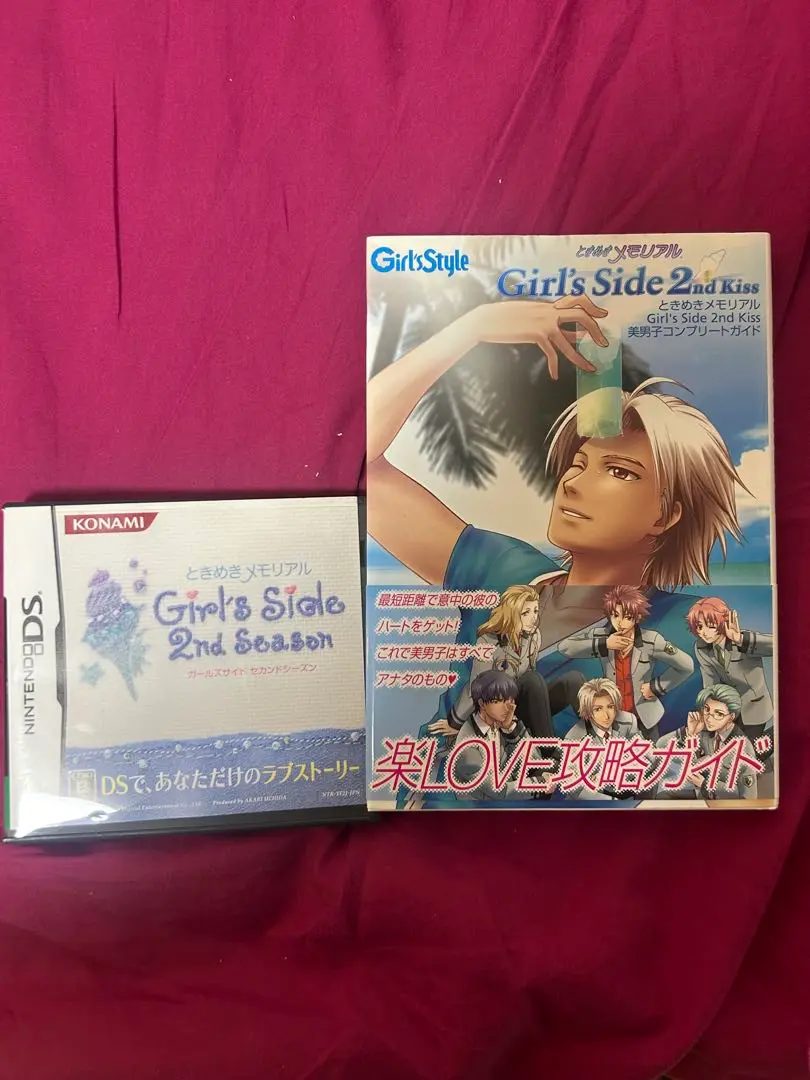 Girl'sStyle
ときめきメモリアル
Girl's Side 2nd Kiss
ときめきメモリアル
Girl's Side 2nd Kiss
美男子コンプリートガイド
最短距離で意中の彼の
ハートをゲット!
これで美男子はすべて
アナタのもの♥
楽LOVE攻略ガイド
KONAMI
NINTENDO DS
ときめきメモリアル
Girl's Side
2nd Season
ガールズサイド セカンドシーズン
DSで、あなただけのラブストーリー
Produced by AKARI UCHIDA